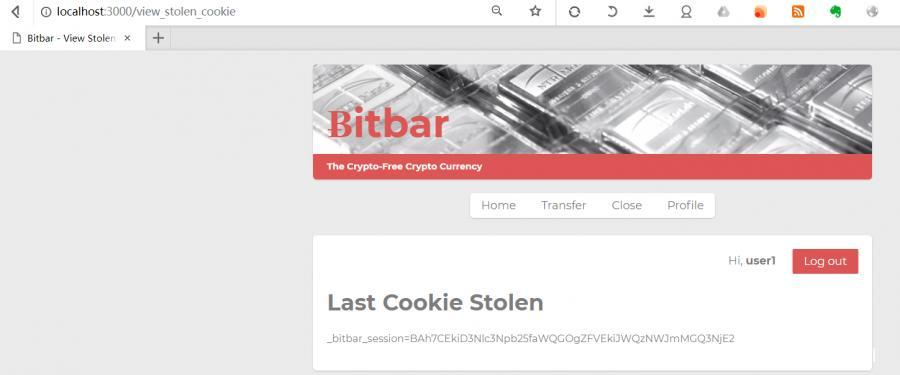 localhost:3000/view_stolen_cookie
Bitbar - View Stolen
Bitbar
The Crypto-Free Crypto Currency
Home Transfer Close Profile
Hi, user1 Log out
Last Cookie Stolen
_bitbar_session=BAh7CEkiD3Nlc3Npb25faWQGOgZFVEkiJWQzNWJmMGQ3NjE2